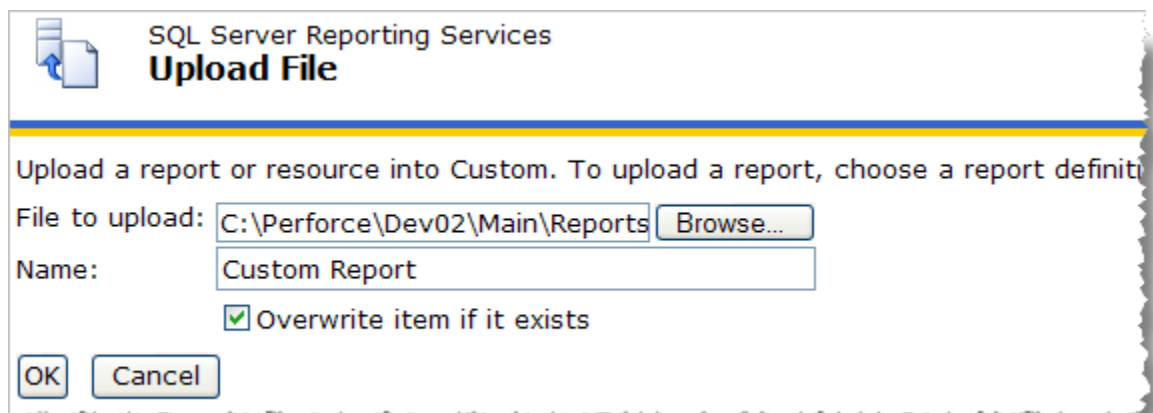 SQL Server Reporting Services
Upload File
Upload a report or resource into Custom. To upload a report, choose a report
File to upload: C:\Perforce\Dev02\Main\Reports Browse...
Name: Custom Report
Overwrite item if it exists
OK Cancel